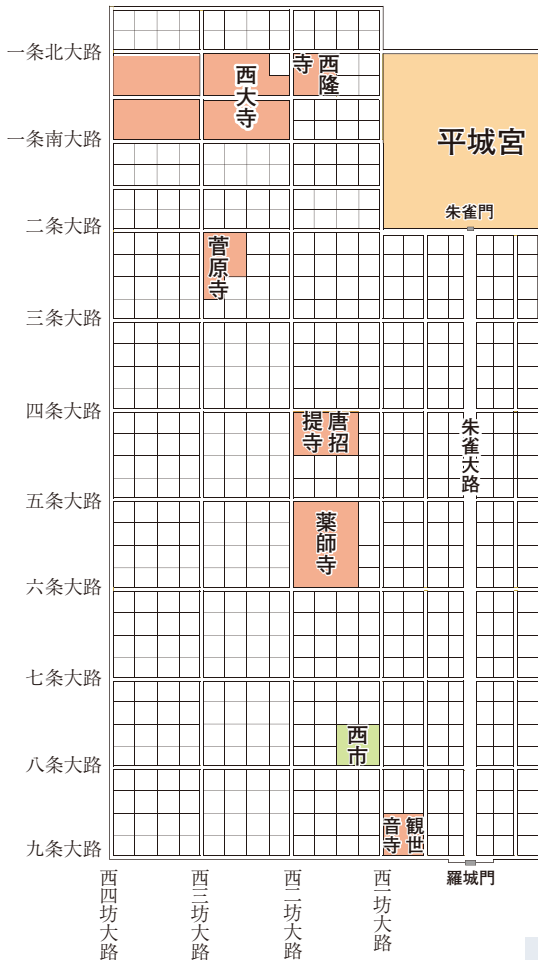 一条北大路
一条南大路
二条大路
三条大路
四条大路
五条大路
六条大路
七条大路
八条大路
九条大路
西大寺
西隆
寺
平城宮
朱雀門
菅原寺
唐招
提寺
朱雀大路
薬師寺
西市
観世
音寺
羅城門
西四坊大路
西三坊大路
西二坊大路
西一坊大路